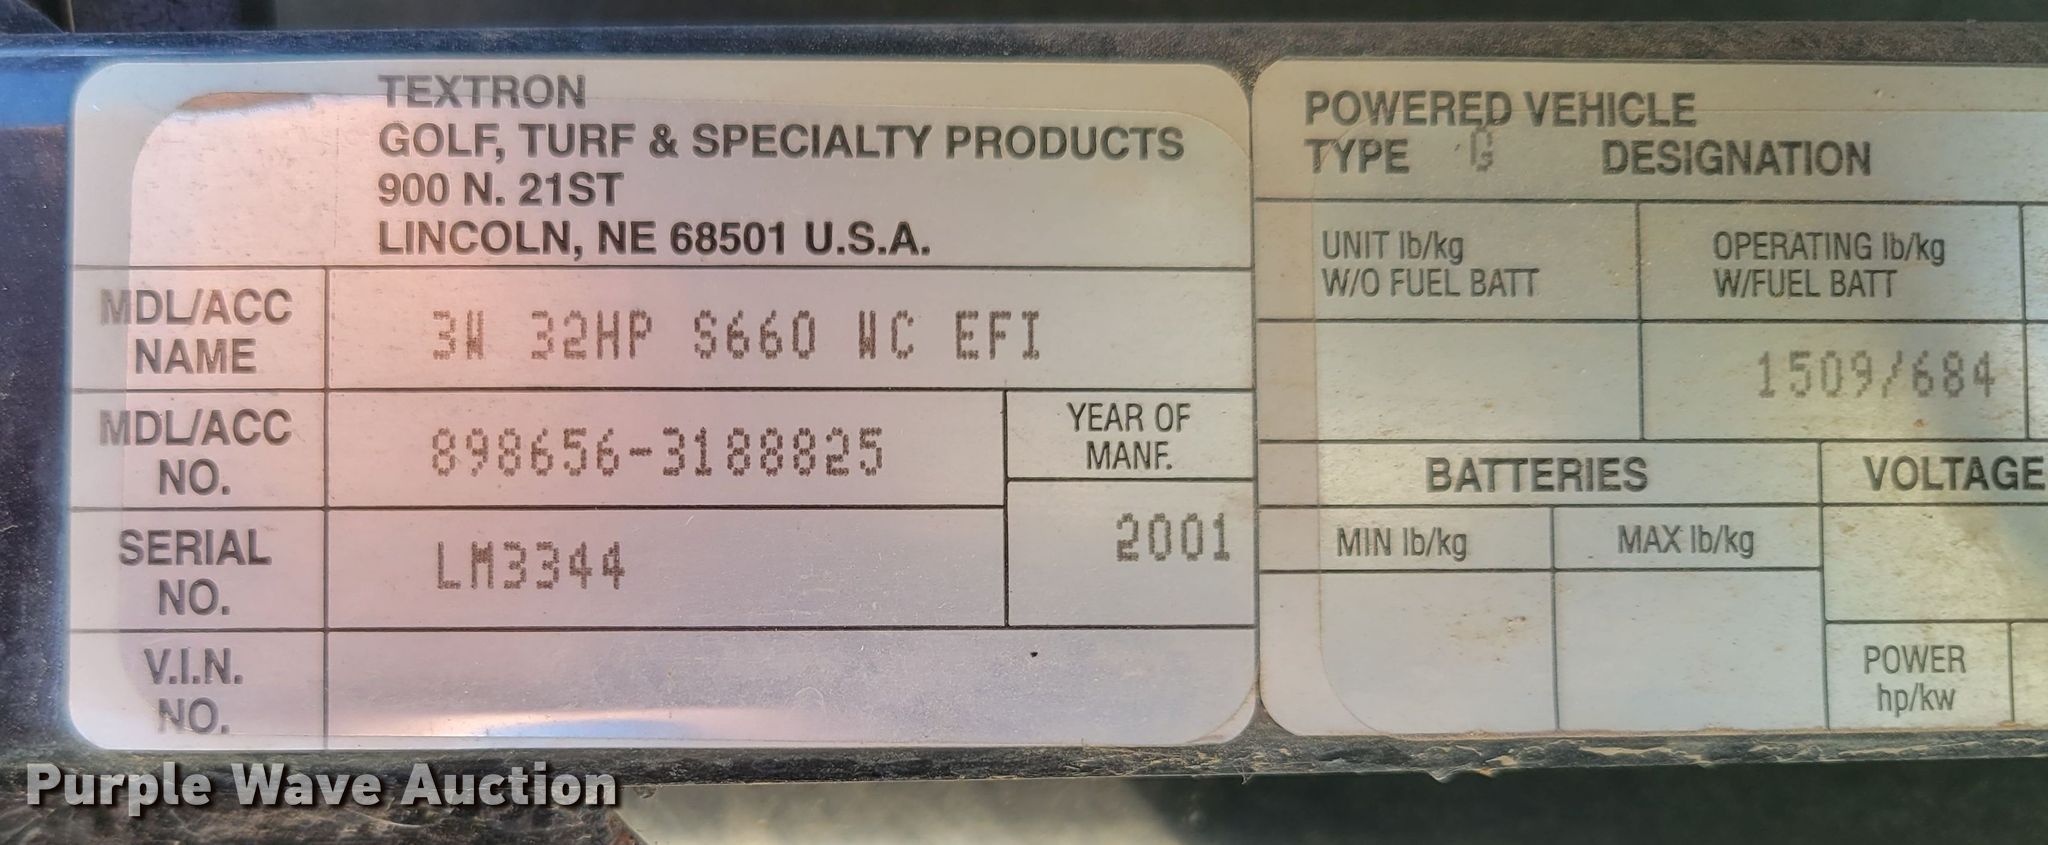 TEXTRON
GOLF, TURF & SPECIALTY PRODUCTS
900 N. 21ST
LINCOLN, NE 68501 U.S.A.
MDL/ACC
NAME
3W 32HP S660 WC EFI
MDL/ACC
NO.
898656-3188825
YEAR OF
MANF.
2001
SERIAL
NO.
LM3344
V.I.N.
NO.
POWERED VEHICLE
TYPE G DESIGNATION
UNIT lb/kg
W/O FUEL BATT
OPERATING lb/kg
W/FUEL BATT
1509/684
BATTERIES
VOLTAGE
MIN lb/kg
MAX lb/kg
POWER
hp/kw
Purple Wave Auction